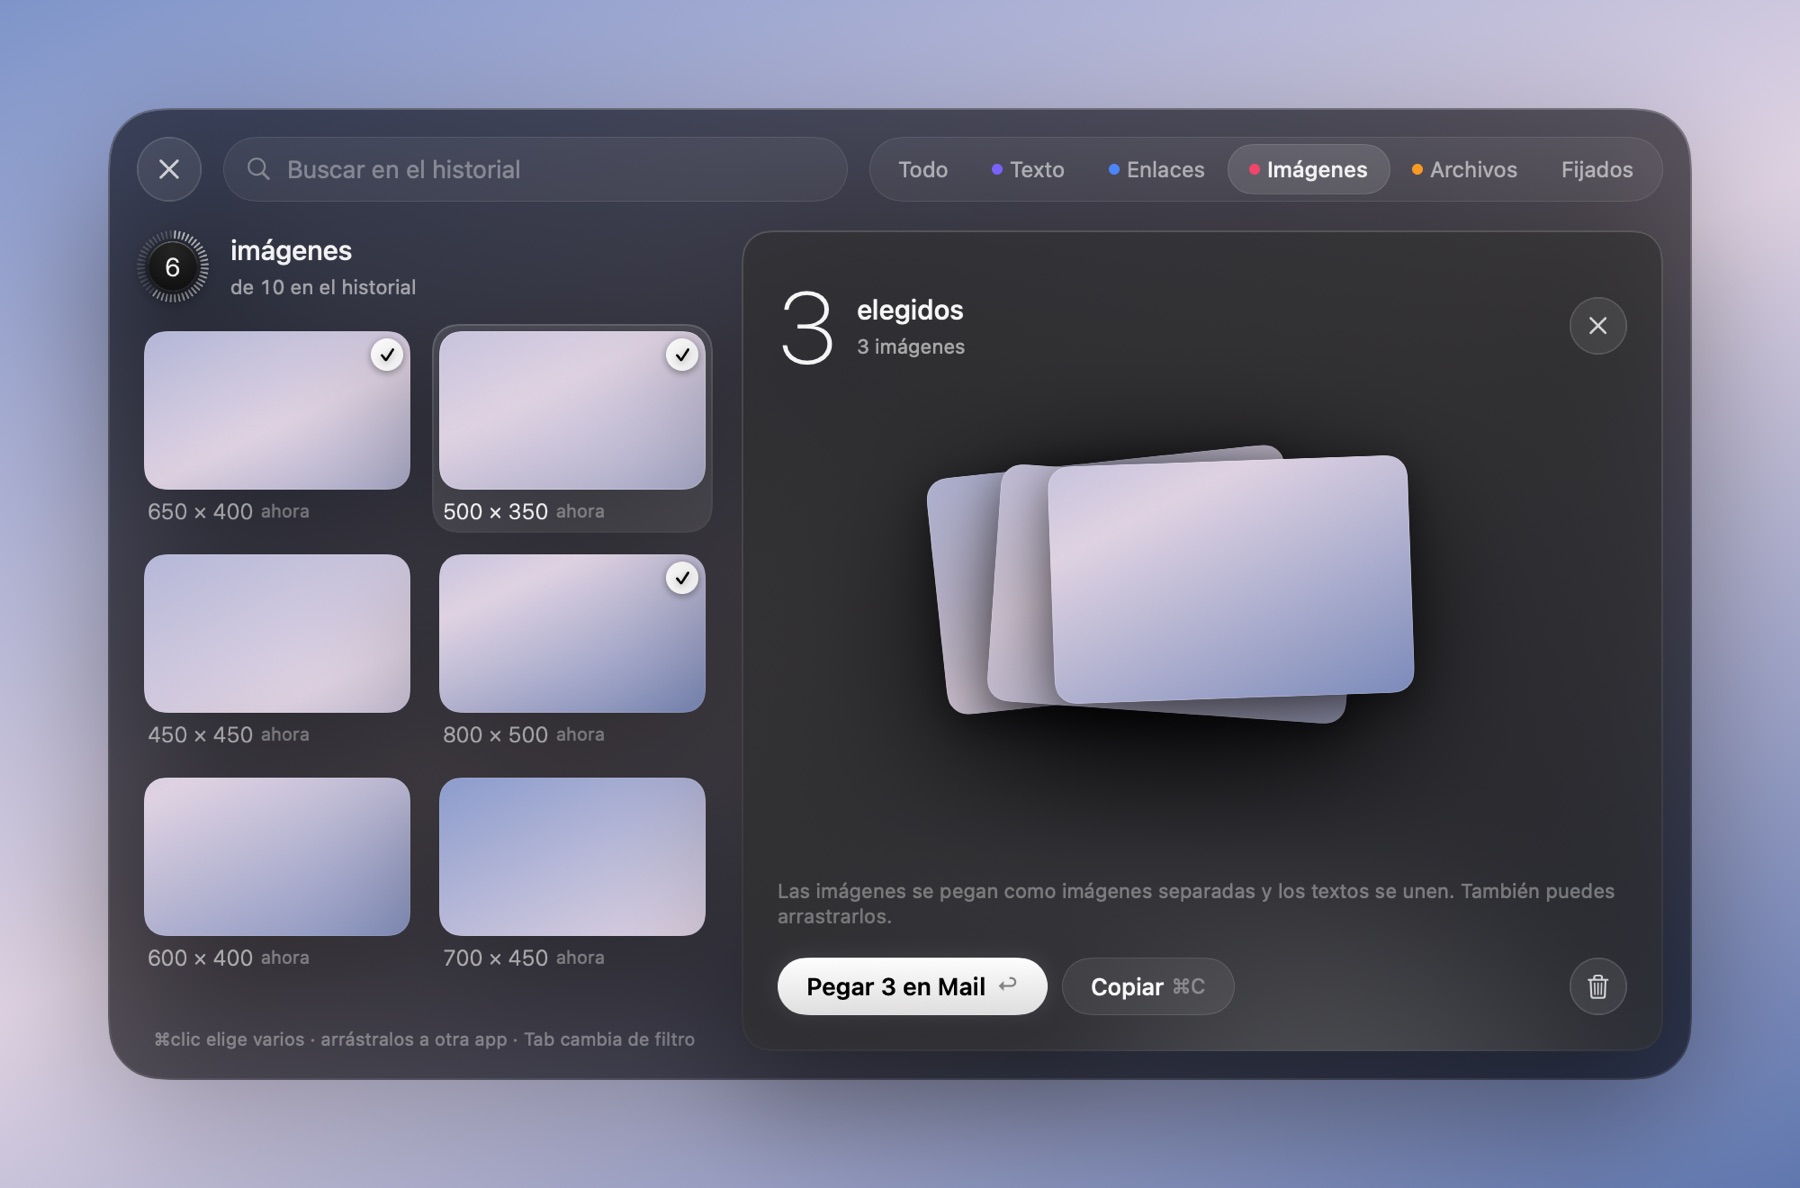 Buscar en el historial
Todo
Texto
Enlaces
Imágenes
Archivos
Fijados
6
imágenes
de 10 en el historial
650 × 400 ahora
500 × 350 ahora
450 × 450 ahora
800 × 500 ahora
600 × 400 ahora
700 × 450 ahora
⌘clic elige varios · arrástralos a otra app · Tab cambia de filtro
3
elegidos
3 imágenes
Las imágenes se pegan como imágenes separadas y los textos se unen. También puedes
arrastrarlos.
Pegar 3 en Mail
Copiar ⌘C